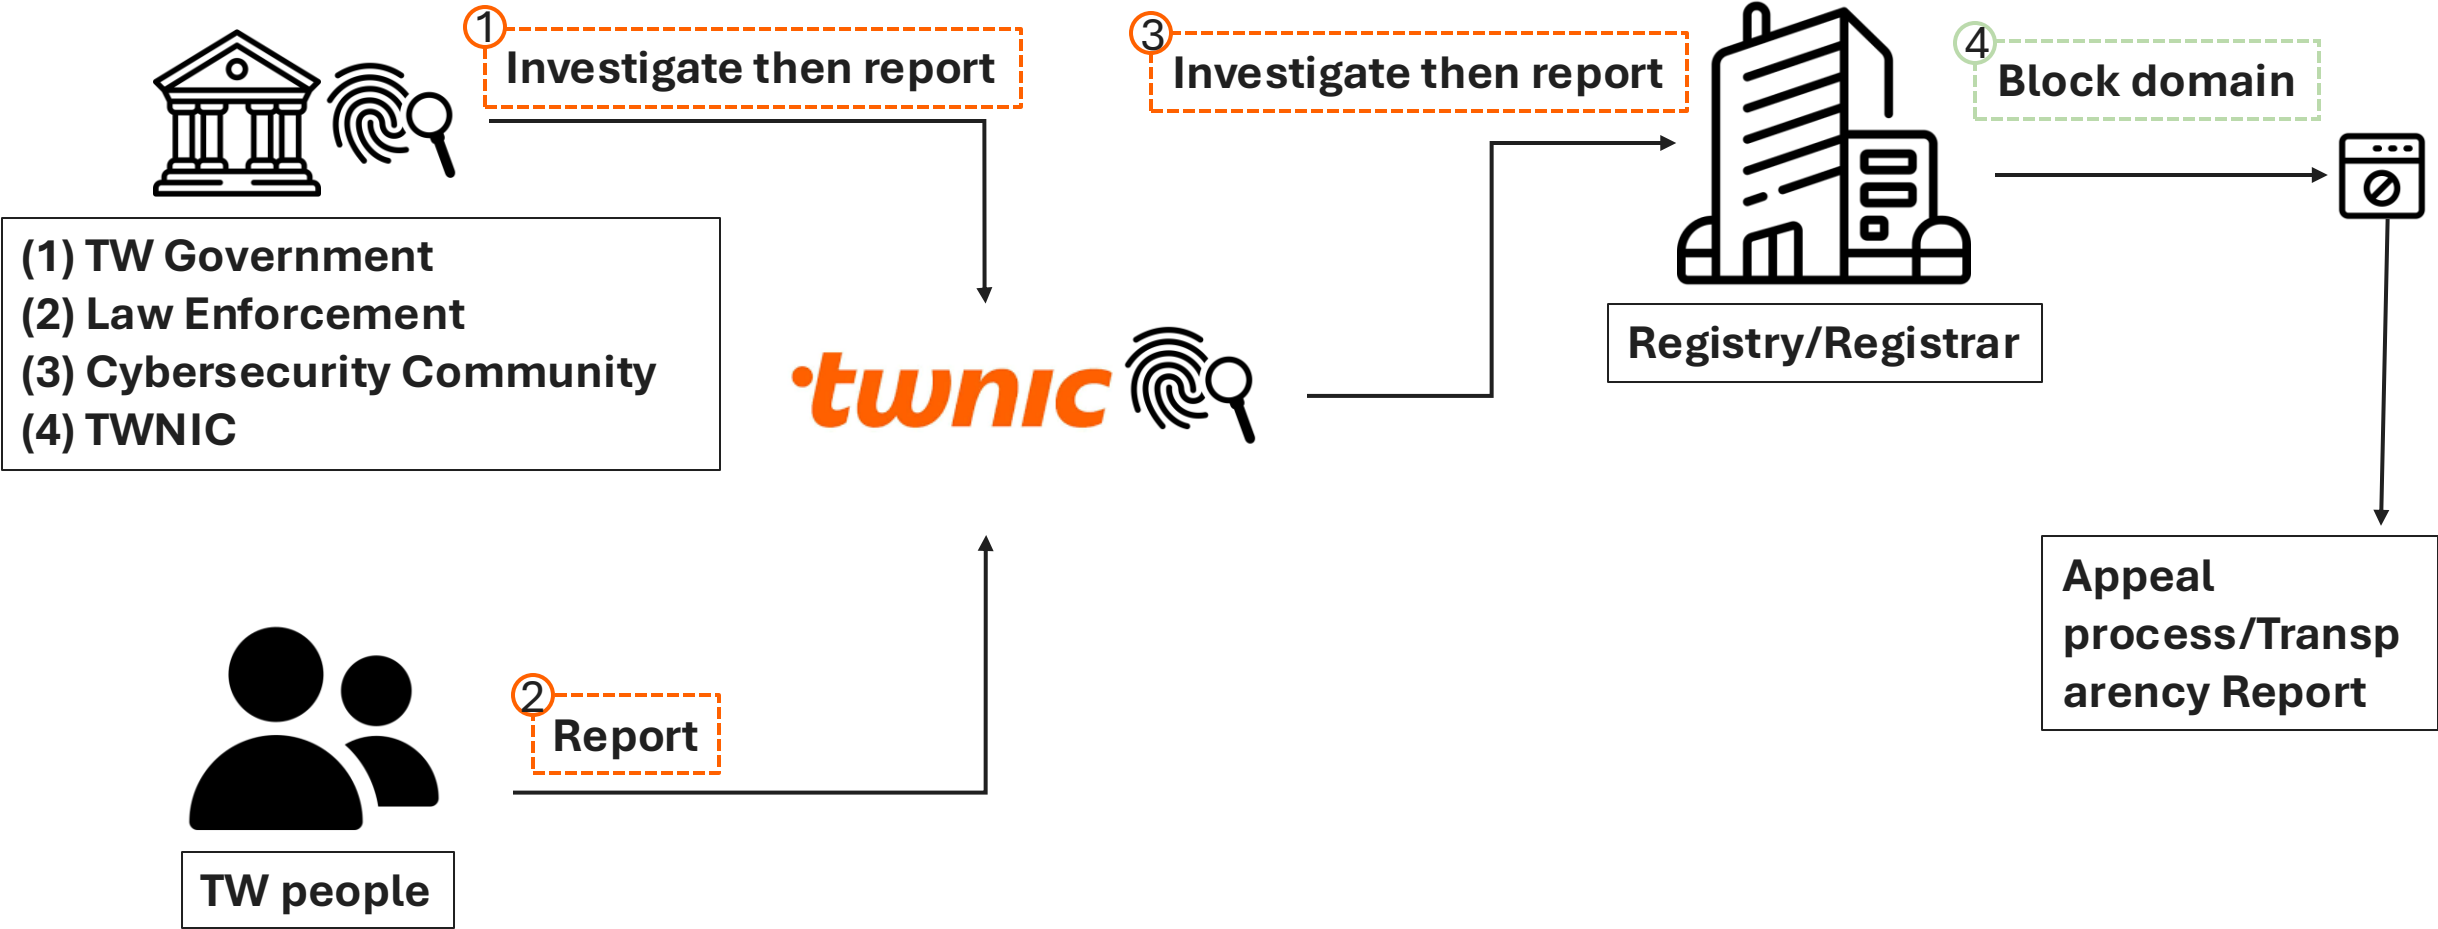 1
Investigate then report
3
Investigate then report
4
Block domain
(1) TW Government
(2) Law Enforcement
(3) Cybersecurity Community
(4) TWNIC
twnic
Registry/Registrar
2
Report
TW people
Appeal
process/Transp
arency Report